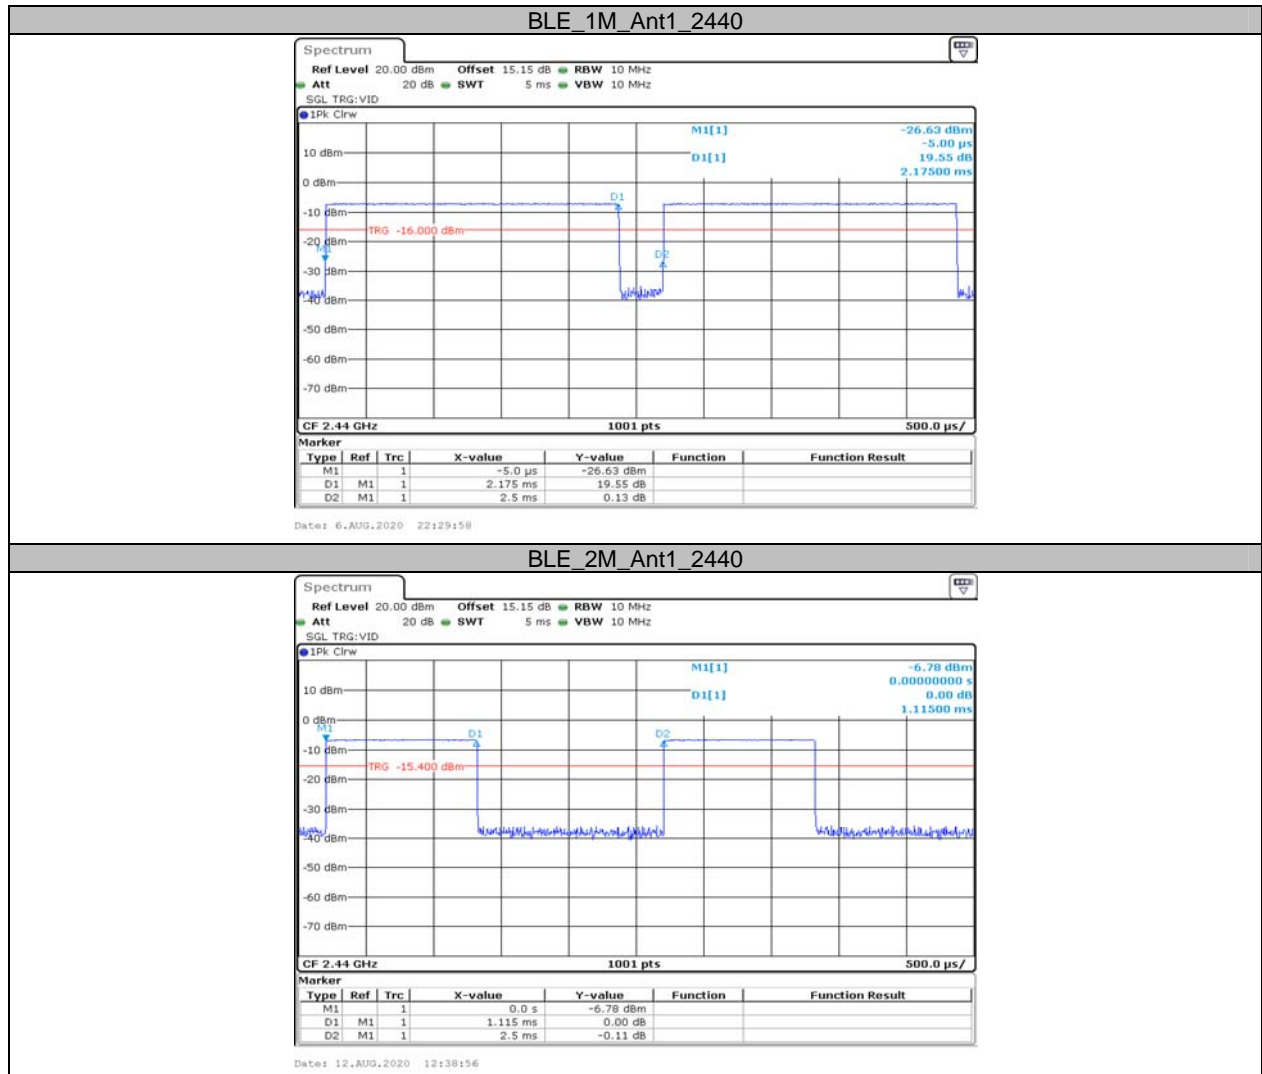 BLE_1M_Ant1_2440
Spectrum
Ref Level 20.00 dBm Offset 15.15 dB RBW 10 MHz
Att 20 dB SWT 5 ms VBW 10 MHz
SGL TRG:VID
1Pk Clrw
M1[1] -26.63 dBm
-5.00 µs
10 dBm D1[1] 19.55 dB
2.17500 ms
0 dBm
D1
-10 dBm
TRG -16.000 dBm
-20 dBm
M1 D2
-30 dBm
-40 dBm
-50 dBm
-60 dBm
-70 dBm
CF 2.44 GHz 1001 pts 500.0 µs/
Marker
Type Ref Trc X-value Y-value Function Function Result
M1 1 -5.0 µs -26.63 dBm
D1 M1 1 2.175 ms 19.55 dB
D2 M1 1 2.5 ms 0.13 dB
Date: 6.AUG.2020 22:29:58
BLE_2M_Ant1_2440
Spectrum
Ref Level 20.00 dBm Offset 15.15 dB RBW 10 MHz
Att 20 dB SWT 5 ms VBW 10 MHz
SGL TRG:VID
1Pk Clrw
M1[1] -6.78 dBm
0.00000000 s
10 dBm D1[1] 0.00 dB
1.11500 ms
0 dBm
M1 D1 D2
-10 dBm
TRG -15.400 dBm
-20 dBm
-30 dBm
-40 dBm
-50 dBm
-60 dBm
-70 dBm
CF 2.44 GHz 1001 pts 500.0 µs/
Marker
Type Ref Trc X-value Y-value Function Function Result
M1 1 0.0 s -6.78 dBm
D1 M1 1 1.115 ms 0.00 dB
D2 M1 1 2.5 ms -0.11 dB
Date: 12.AUG.2020 12:38:56